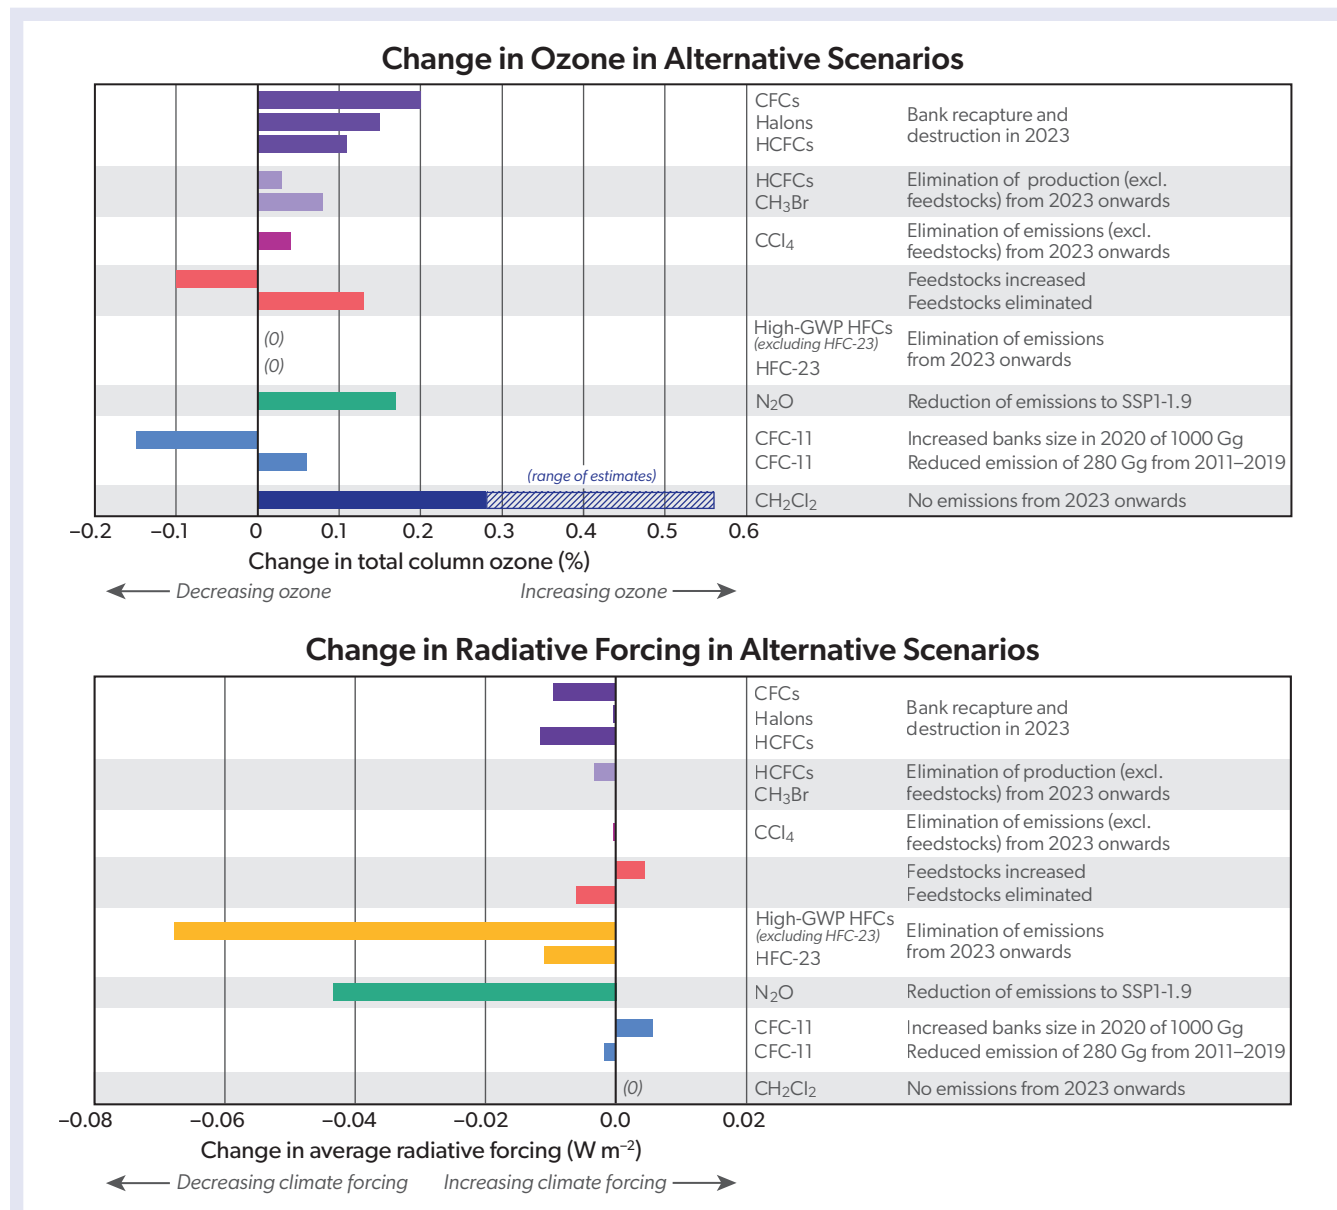 Change in Ozone in Alternative Scenarios
CFCs
Halons
HCFCs
Bank recapture and
destruction in 2023
HCFCs
CH₃Br
Elimination of production (excl.
feedstocks) from 2023 onwards
CCl₄
Elimination of emissions (excl.
feedstocks) from 2023 onwards
Feedstocks increased
Feedstocks eliminated
(0)
(0)
High-GWP HFCs
(excluding HFC-23)
HFC-23
Elimination of emissions
from 2023 onwards
N₂O
Reduction of emissions to SSP1-1.9
CFC-11 Increased banks size in 2020 of 1000 Gg
CFC-11 Reduced emission of 280 Gg from 2011–2019
(range of estimates)
CH₂Cl₂ No emissions from 2023 onwards
−0.2 −0.1 0 0.1 0.2 0.3 0.4 0.5 0.6
Change in total column ozone (%)
Decreasing ozone Increasing ozone
Change in Radiative Forcing in Alternative Scenarios
CFCs
Halons
HCFCs
Bank recapture and
destruction in 2023
HCFCs
CH₃Br
Elimination of production (excl.
feedstocks) from 2023 onwards
CCl₄
Elimination of emissions (excl.
feedstocks) from 2023 onwards
Feedstocks increased
Feedstocks eliminated
High-GWP HFCs
(excluding HFC-23)
HFC-23
Elimination of emissions
from 2023 onwards
N₂O
Reduction of emissions to SSP1-1.9
CFC-11 Increased banks size in 2020 of 1000 Gg
CFC-11 Reduced emission of 280 Gg from 2011–2019
(0) CH₂Cl₂ No emissions from 2023 onwards
−0.08 −0.06 −0.04 −0.02 0.0 0.02
Change in average radiative forcing (W m⁻²)
Decreasing climate forcing Increasing climate forcing